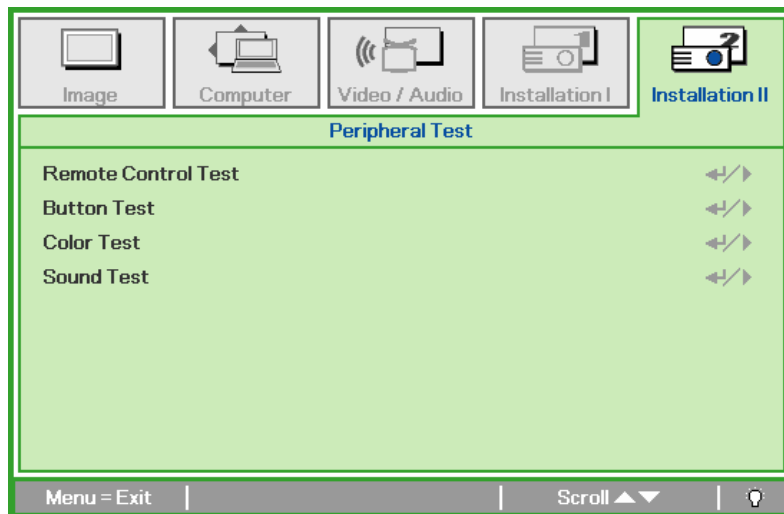 Image Computer Video / Audio Installation I Installation II
Peripheral Test
Remote Control Test
Button Test
Color Test
Sound Test
Menu = Exit Scroll